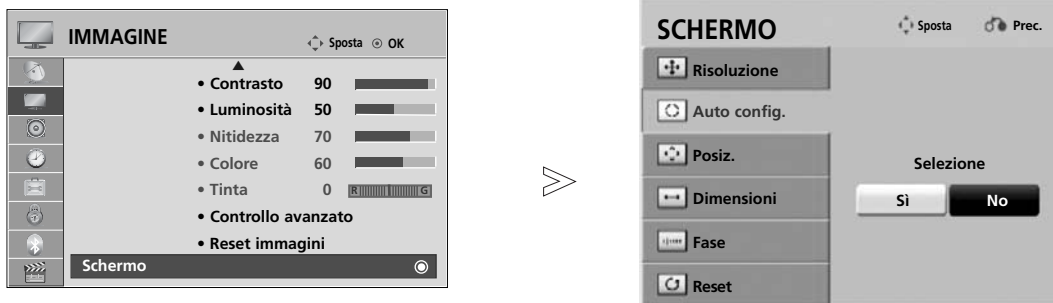 IMMAGINE
Sposta OK
• Contrasto 90
• Luminosità 50
• Nitidezza 70
• Colore 60
• Tinta 0 R G
• Controllo avanzato
• Reset immagini
Schermo
SCHERMO
Sposta Prec.
Risoluzione
Auto config.
Posiz.
Dimensioni
Fase
Reset
Selezione
Sì No